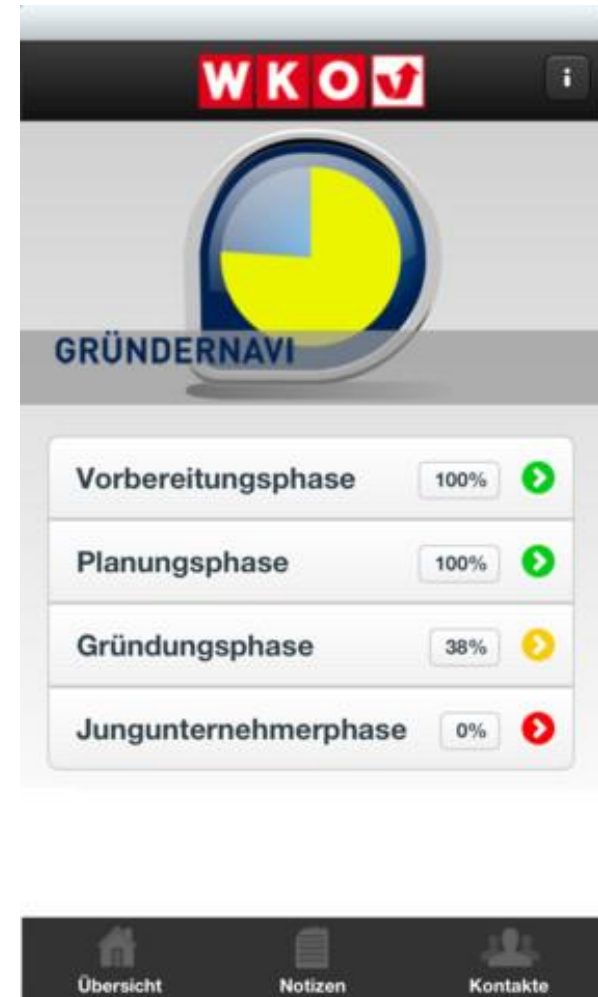 WKO
i
GRÜNDERNAVI
Vorbereitungsphase 100%
Planungsphase 100%
Gründungsphase 38%
Jungunternehmerphase 0%
Übersicht Notizen Kontakte